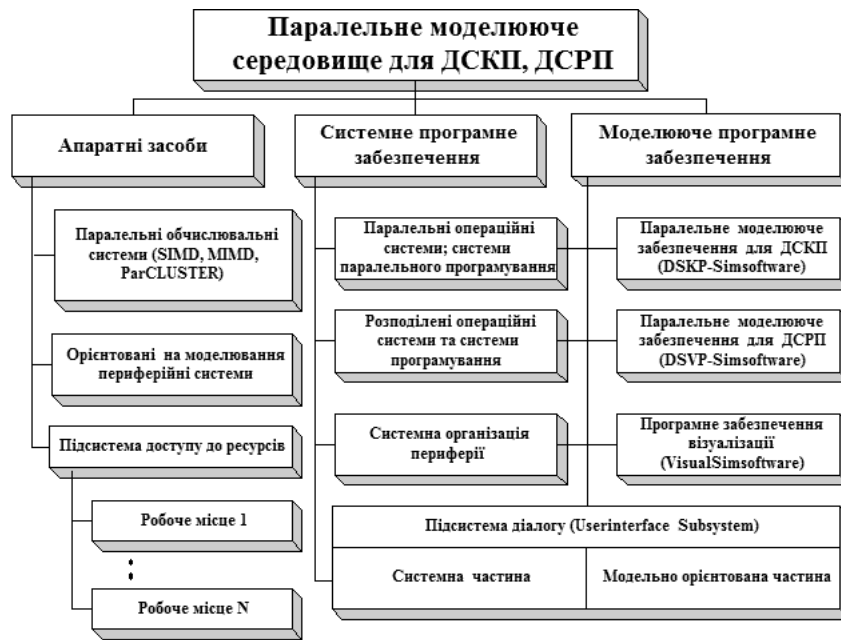 Паралельне моделююче
середовище для ДСКП, ДСРП
Апаратні засоби
Системне програмне
забезпечення
Моделююче програмне
забезпечення
Паралельні обчислювальні
системи (SIMD, MIMD,
ParCLUSTER)
Орієнтовані на моделювання
периферійні системи
Підсистема доступу до ресурсів
Робоче місце 1
Робоче місце N
Паралельні операційні
системи; системи
паралельного програмування
Розподілені операційні
системи та системи
програмування
Системна організація
периферії
Паралельне моделююче
забезпечення для ДСКП
(DSKP-Simsoftware)
Паралельне моделююче
забезпечення для ДСРП
(DSVP-Simsoftware)
Програмне забезпечення
візуалізації
(VisualSimsoftware)
Підсистема діалогу (Userinterface Subsystem)
Системна частина
Модельно орієнтована частина